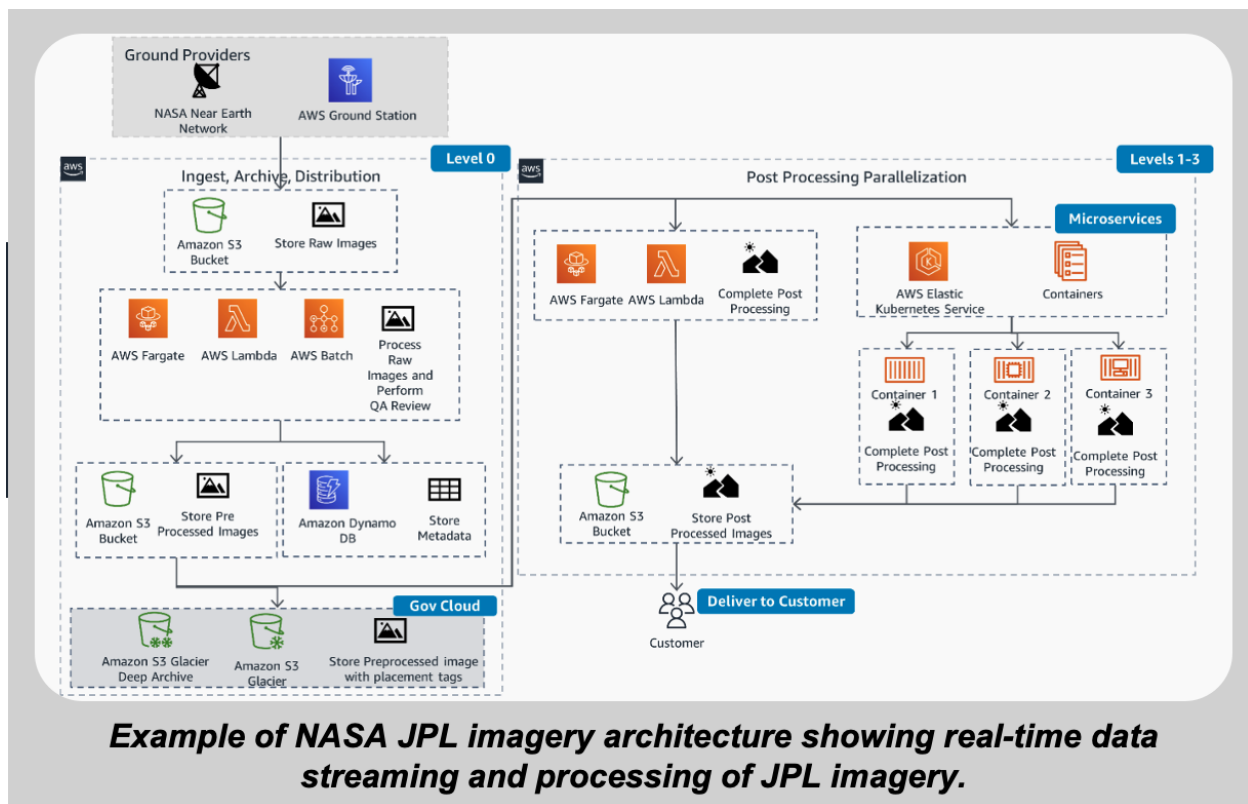 Ground Providers
NASA Near Earth
Network
AWS Ground Station
aws
Level 0
Ingest, Archive, Distribution
Amazon S3
Bucket
Store Raw Images
AWS Fargate
AWS Lambda
AWS Batch
Process
Raw
Images and
Perform
QA Review
Amazon S3
Bucket
Store Pre
Processed Images
Amazon Dynamo
DB
Store
Metadata
Gov Cloud
Amazon S3 Glacier
Deep Archive
Amazon S3
Glacier
Store Preprocessed image
with placement tags
aws
Levels 1-3
Post Processing Parallelization
AWS Fargate
AWS Lambda
Complete Post
Processing
Microservices
AWS Elastic
Kubernetes Service
Containers
Container 1
Complete Post
Processing
Container 2
Complete Post
Processing
Container 3
Complete Post
Processing
Amazon S3
Bucket
Store Post
Processed Images
Deliver to Customer
Customer
Example of NASA JPL imagery architecture showing real-time data
streaming and processing of JPL imagery.